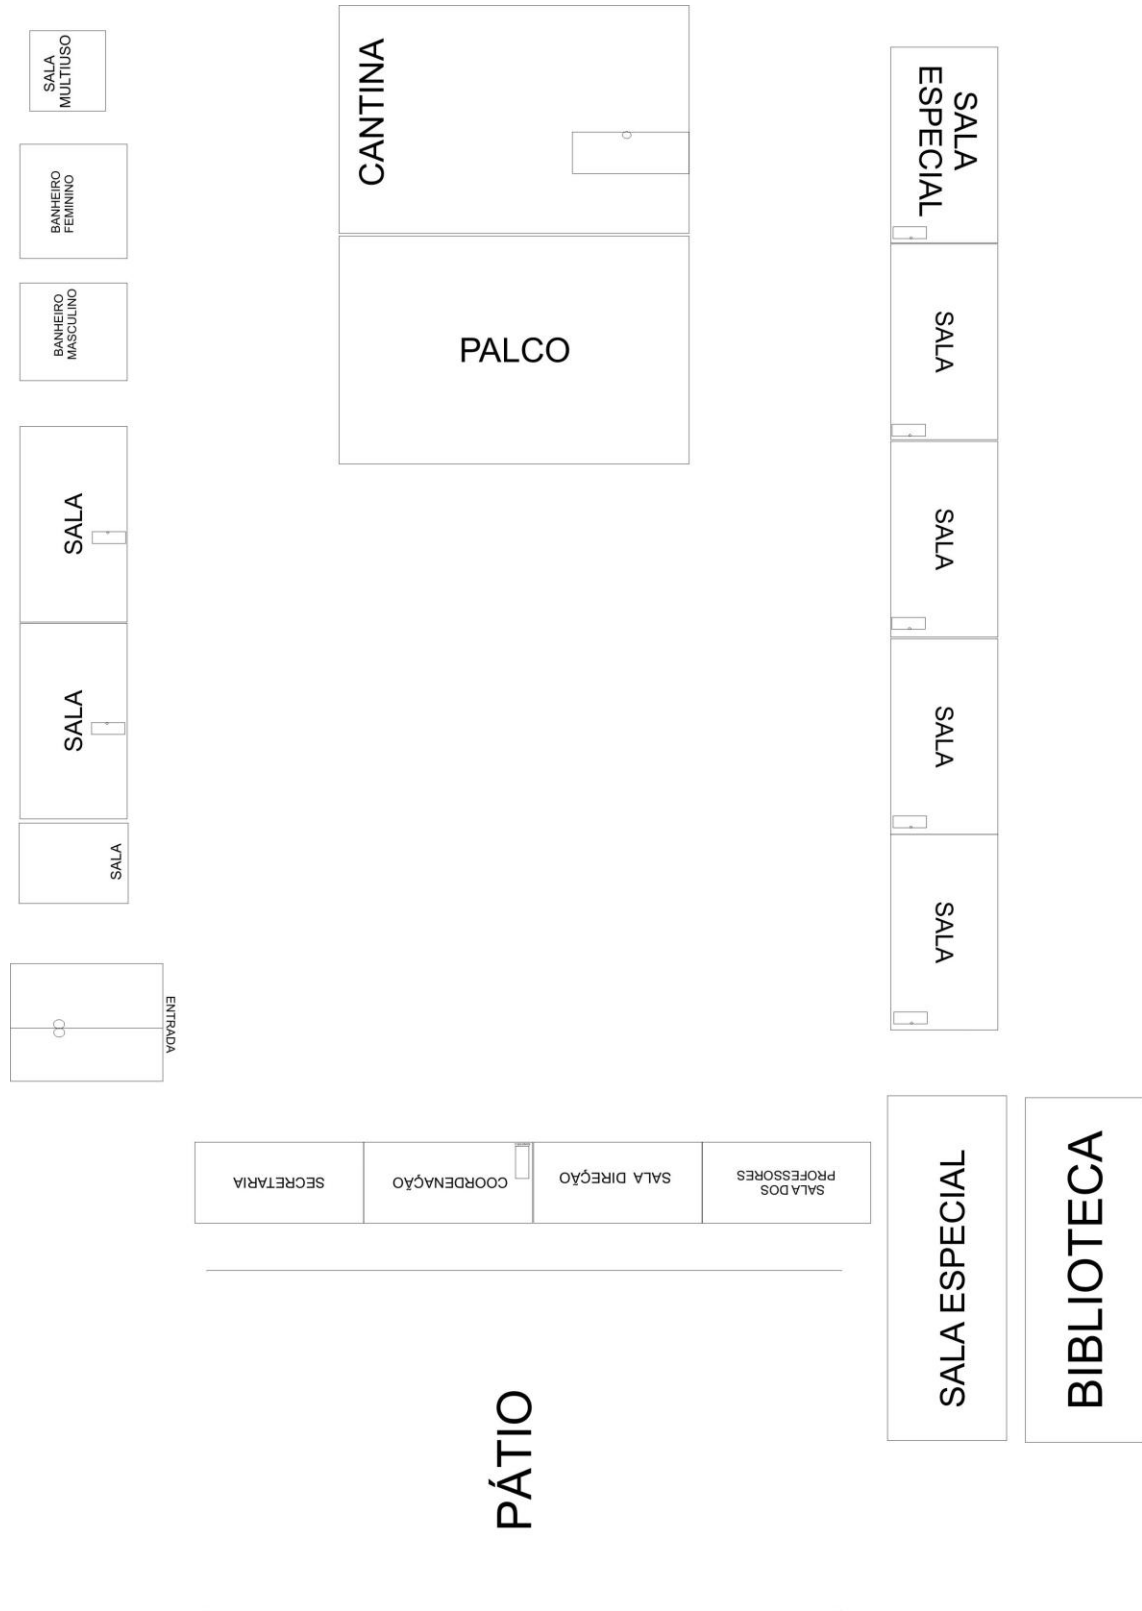 SALA
MULTIUSO
BANHEIRO
FEMININO
BANHEIRO
MASCULINO
SALA
SALA
SALA
ENTRADA
CANTINA
PALCO
SALA
ESPECIAL
SALA
SALA
SALA
SALA
SECRETARIA
COORDENAÇÃO
SALA DIREÇÃO
SALA DOS
PROFESSORES
SALA ESPECIAL
BIBLIOTECA
PÁTIO